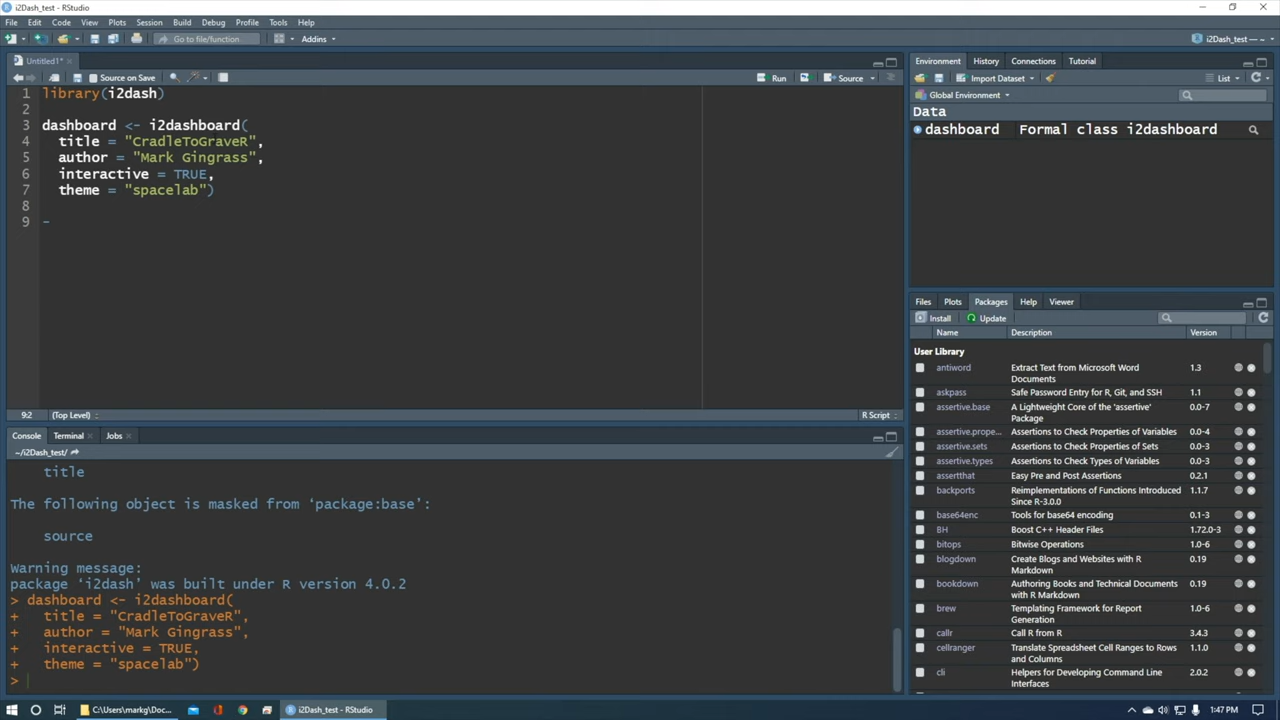 i2Dash_test - RStudio
File Edit Code View Plots Session Build Debug Profile Tools Help
Go to file/function Addins i2Dash_test — ~
Untitled1*
Source on Save Run Source
1 library(i2dash)
2
3 dashboard <- i2dashboard(
4 title = "CradleToGraveR",
5 author = "Mark Gingrass",
6 interactive = TRUE,
7 theme = "spacelab")
8
9 -
9:2 (Top Level) R Script
Console Terminal Jobs
~/i2Dash_test/
title
The following object is masked from ‘package:base’:
source
Warning message:
package ‘i2dash’ was built under R version 4.0.2
> dashboard <- i2dashboard(
+ title = "CradleToGraveR",
+ author = "Mark Gingrass",
+ interactive = TRUE,
+ theme = "spacelab")
>
Environment History Connections Tutorial
Import Dataset List
Global Environment
Data
dashboard Formal class i2dashboard
Files Plots Packages Help Viewer
Install Update
Name Description Version
User Library
antiword Extract Text from Microsoft Word 1.3
Documents
askpass Safe Password Entry for R, Git, and SSH 1.1
assertive.base A Lightweight Core of the 'assertive' 0.0-7
Package
assertive.prope... Assertions to Check Properties of Variables 0.0-4
assertive.sets Assertions to Check Properties of Sets 0.0-3
assertive.types Assertions to Check Types of Variables 0.0-3
assertthat Easy Pre and Post Assertions 0.2.1
backports Reimplementations of Functions Introduced 1.1.7
Since R-3.0.0
base64enc Tools for base64 encoding 0.1-3
BH Boost C++ Header Files 1.72.0-3
bitops Bitwise Operations 1.0-6
blogdown Create Blogs and Websites with R 0.19
Markdown
bookdown Authoring Books and Technical Documents 0.19
with R Markdown
brew Templating Framework for Report 1.0-6
Generation
callr Call R from R 3.4.3
cellranger Translate Spreadsheet Cell Ranges to Rows 1.1.0
and Columns
cli Helpers for Developing Command Line 2.0.2
Interfaces
C:\Users\markg\Doc... i2Dash_test - RStudio 1:47 PM